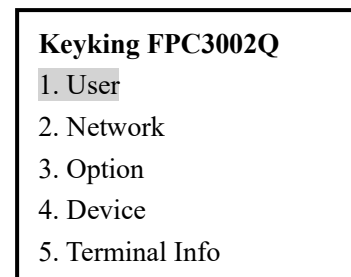 Keyking FPC3002Q
1. User
2. Network
3. Option
4. Device
5. Terminal Info